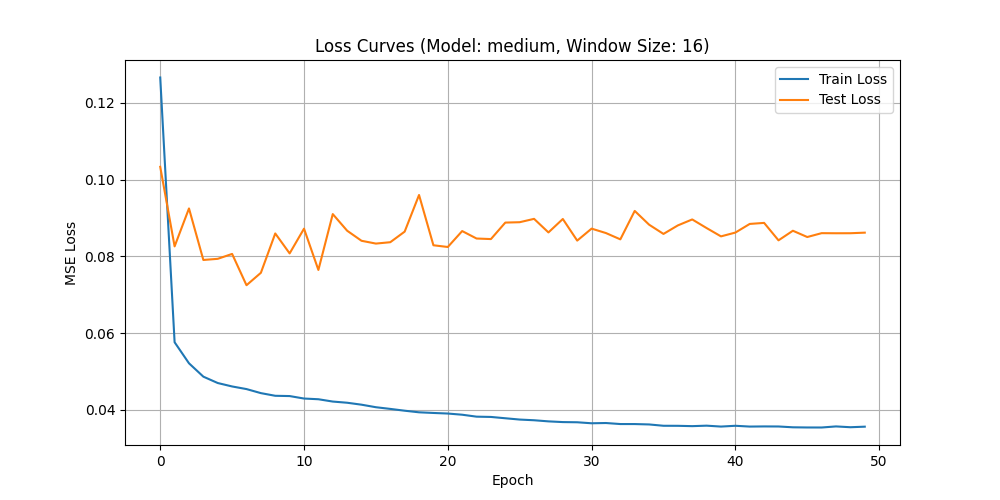 Loss Curves (Model: medium, Window Size: 16)
Train Loss
Test Loss
MSE Loss
0.12
0.10
0.08
0.06
0.04
0 10 20 30 40 50
Epoch